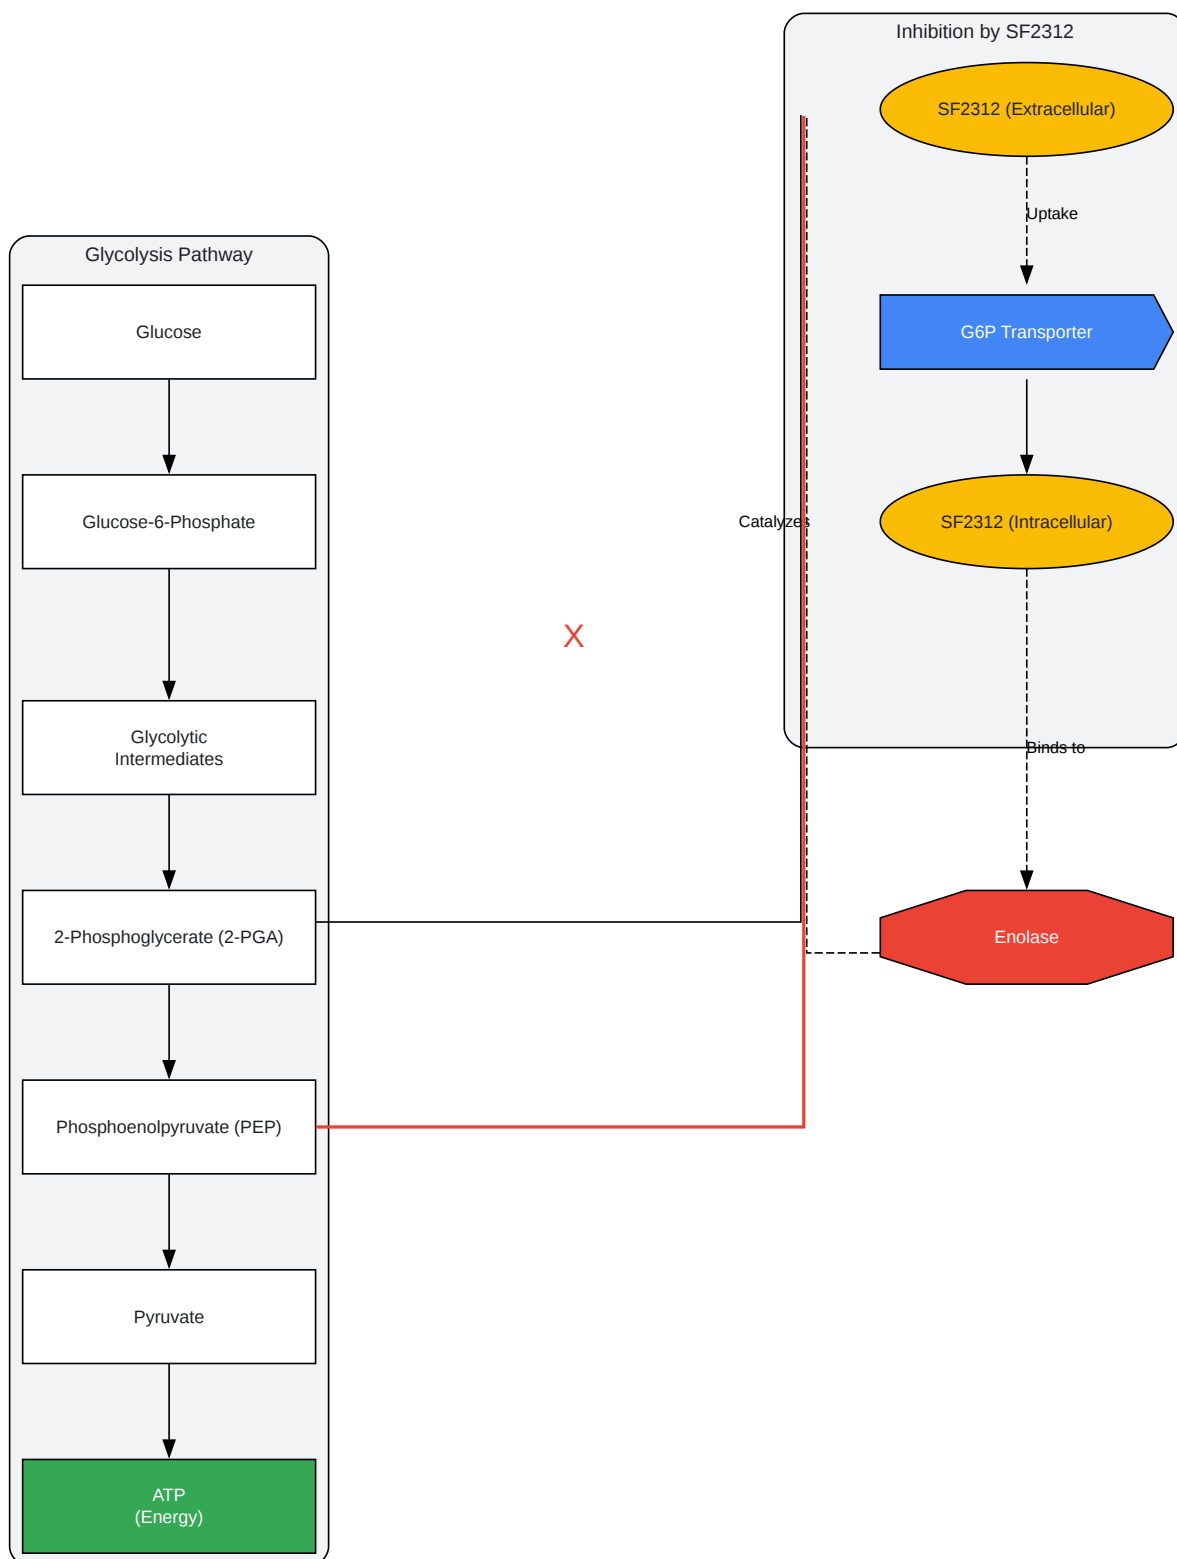 Inhibition by SF2312
SF2312 (Extracellular)
Uptake
G6P Transporter
SF2312 (Intracellular)
Catalyzes
Binds to
Enolase
X
Glycolysis Pathway
Glucose
Glucose-6-Phosphate
Glycolytic
Intermediates
2-Phosphoglycerate (2-PGA)
Phosphoenolpyruvate (PEP)
Pyruvate
ATP
(Energy)